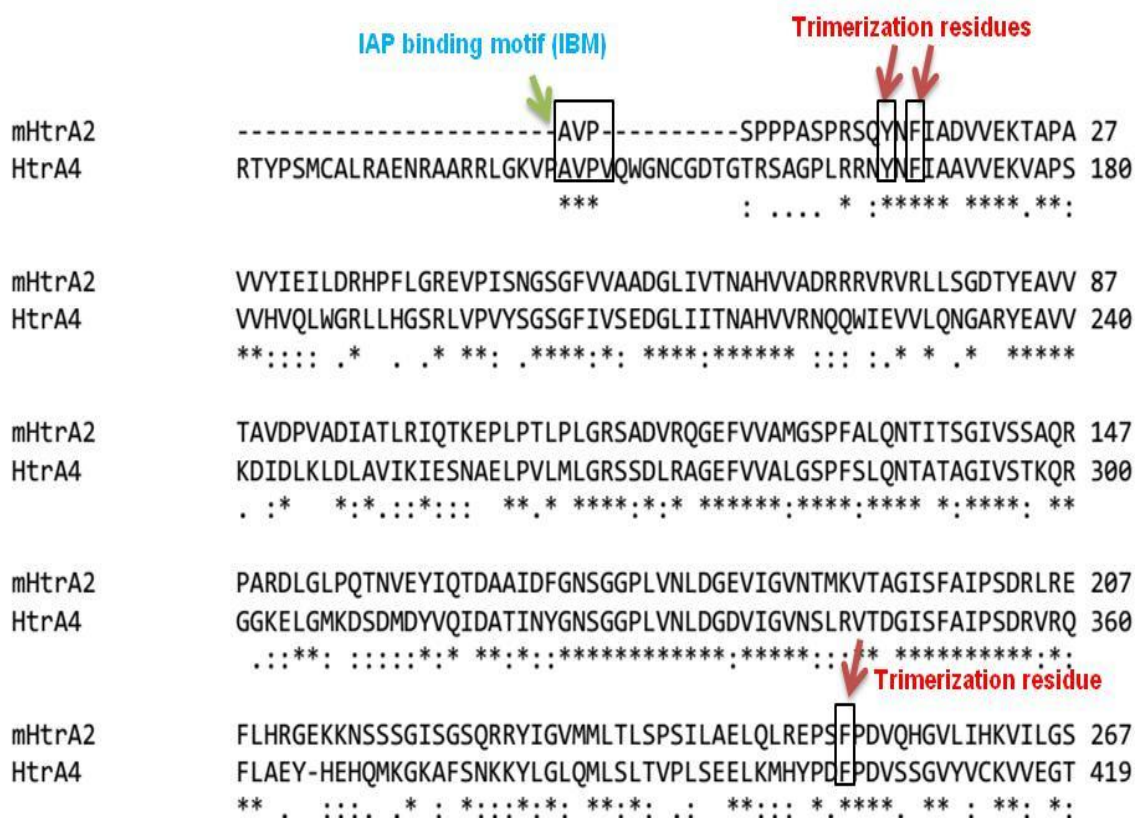 Trimerization residues
IAP binding motif (IBM)
mHtrA2 -----------------------AVP----------SPPPASPRSQYNFIADVVEKTAPA 27
HtrA4 RTYPSMCALRAENRAARRLGKVPAVPVQWGNCGDTGTRSAGPLRRNYNFIAAVVEKVAPS 180
*** : .... * :***** ****.**:
mHtrA2 VVYIEILDRHPFLGREVPISNGSGFVVAADGLIVTNAHVVADRRRVRVRLLSGDTYEAVV 87
HtrA4 VVHVQLWGRLLHGSRLVPVYSGSGFIVSEDGLIITNAHVVRNQQWIEVVLQNGARYEAVV 240
**:::: .* . .* **: .****:*: ****:****** ::: :.* * .* *****
mHtrA2 TAVDPVADIATLRIQTKEPLPTLPLGRSADVRQGEFVVAMGSPFALQNTITSGIVSSAQR 147
HtrA4 KDIDLKLDLAVIKIESNAELPVLMLGRSSDLRAGEFVVALGSPFSLQNTATAGIVSTKQR 300
. :* *:*.::*::: **.* ****:*:* ******:****:**** *:****: **
mHtrA2 PARDLGLPQTNVEYIQTDAAIDFGNSGGPLVNLDGEVIGVNTMKVTAGISFAIPSDRLRE 207
HtrA4 GGKELGMKDSDMDYVQIDATINYGNSGGPLVNLDGDVIGVNSLRVTDGISFAIPSDRVRQ 360
.::**: :::::*:* **:*::************:*****:::** **********:*:
Trimerization residue
mHtrA2 FLHRGEKKNSSSGISGSQRRYIGVMMLTLSPSILAELQLREPSFPDVQHGVLIHKVILGS 267
HtrA4 FLAEY-HEHQMKGKAFSNKKYLGLQMLSLTVPLSEELKMHYPDFPDVSSGVYVCKVVEGT 419
** . :::. .* : *:::*:*: **:*: .: **::: *.****. ** : **: *: